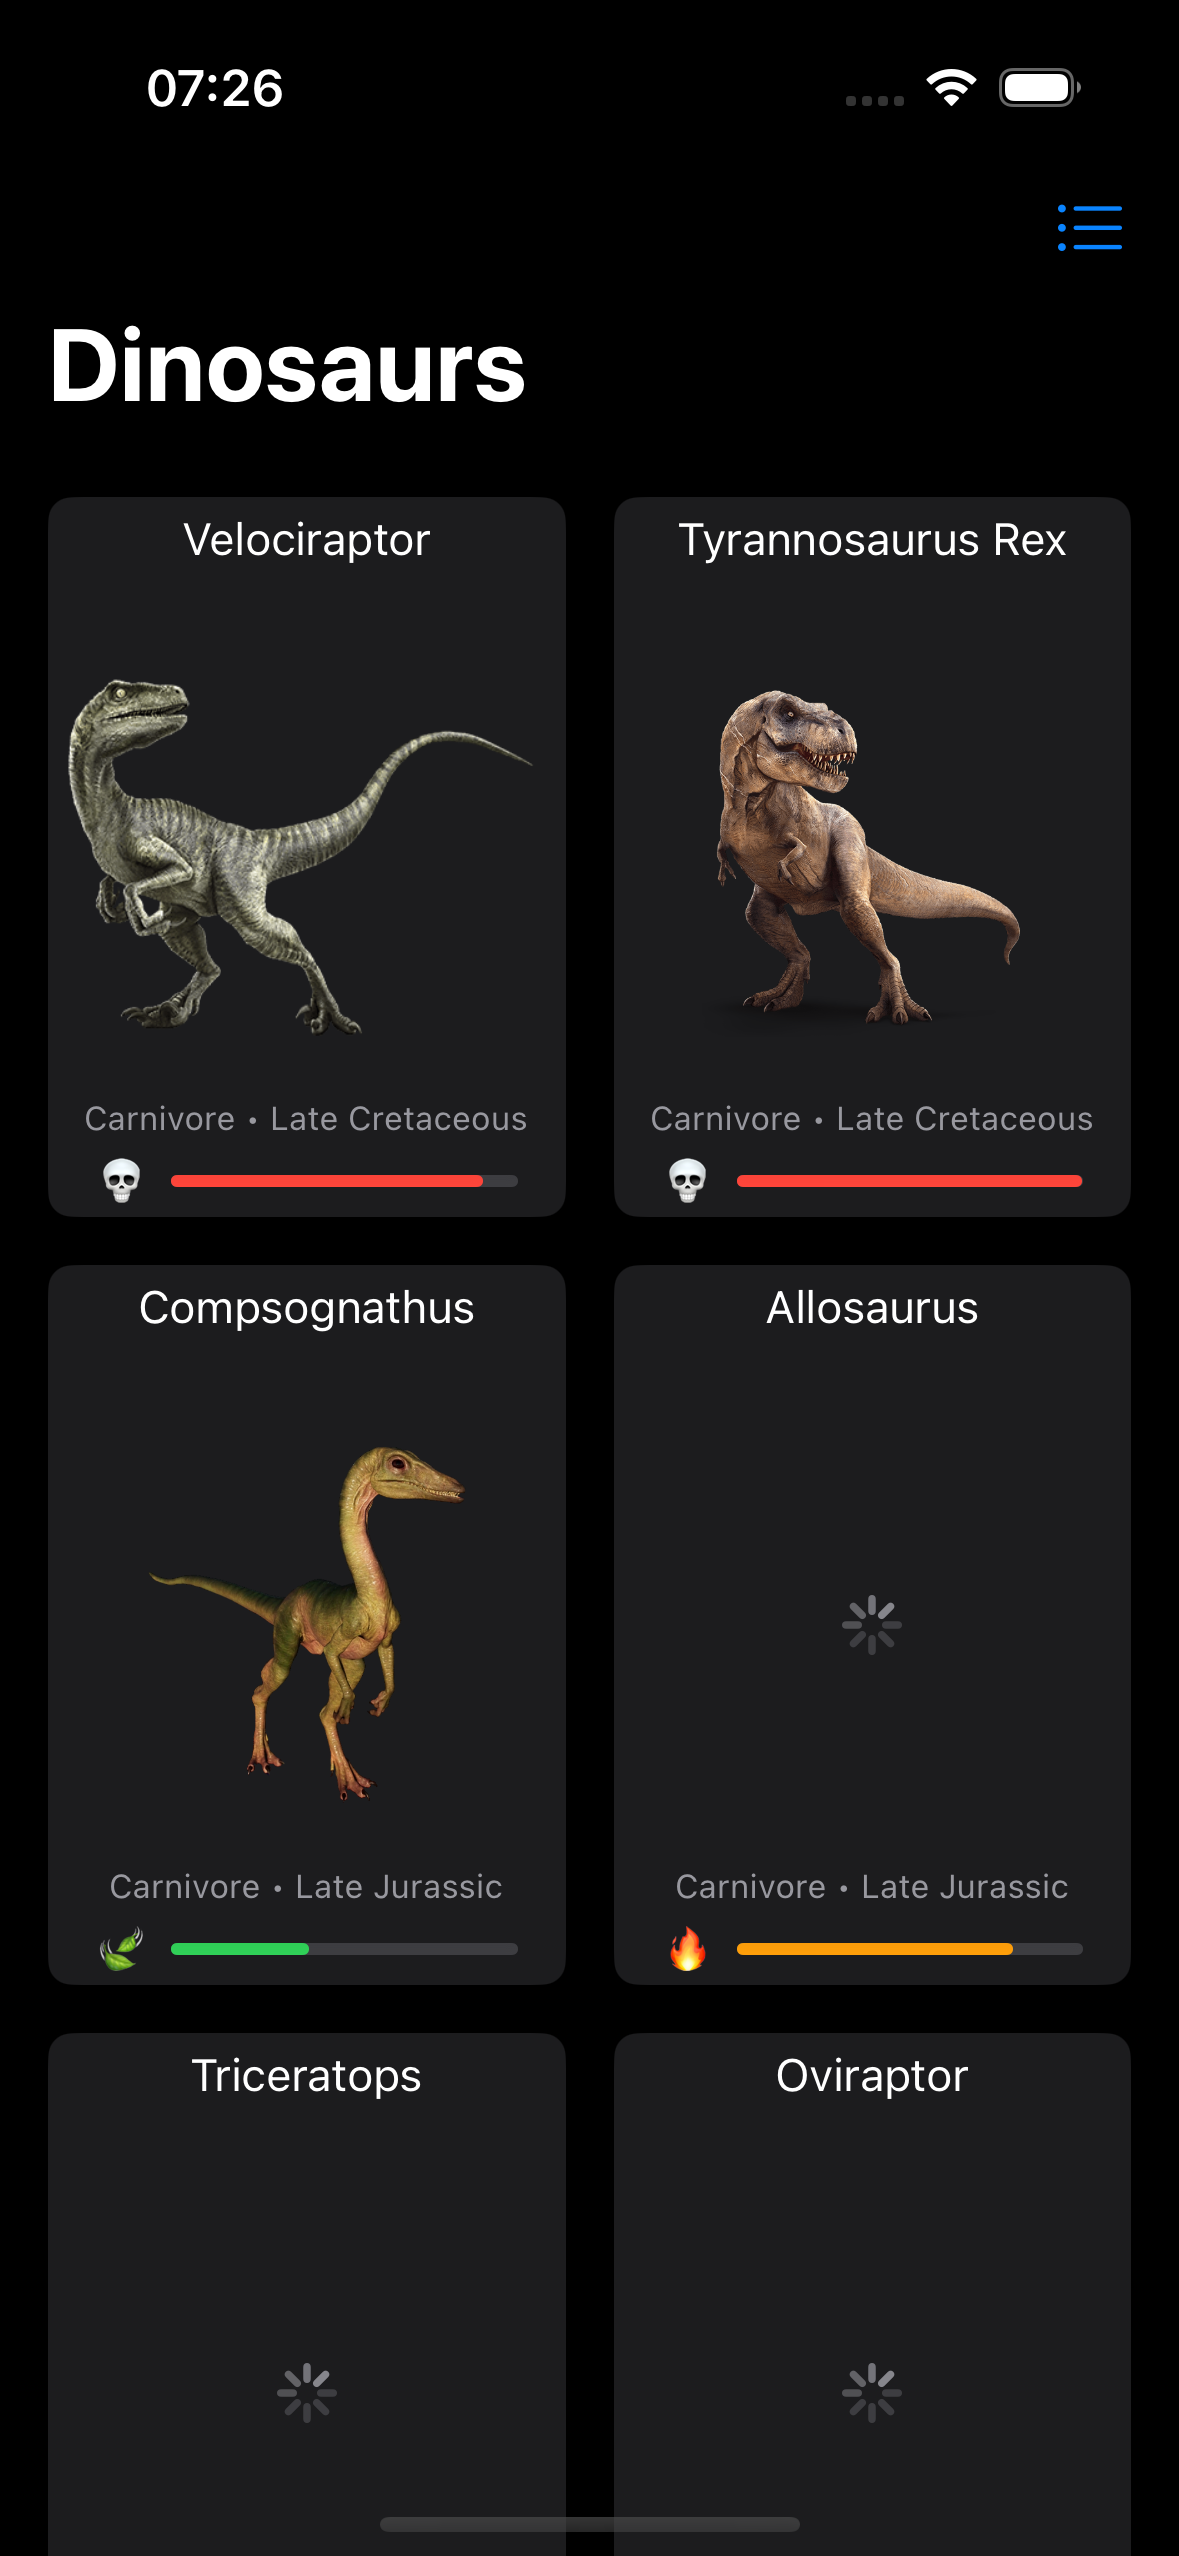 07:26
Dinosaurs
Velociraptor
Tyrannosaurus Rex
Carnivore • Late Cretaceous
Carnivore • Late Cretaceous
Compsognathus
Allosaurus
Carnivore • Late Jurassic
Carnivore • Late Jurassic
Triceratops
Oviraptor